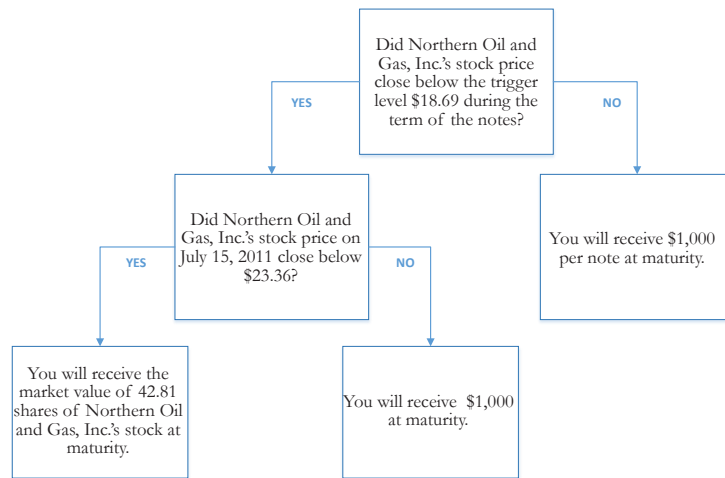 Did Northern Oil and
Gas, Inc.'s stock price
close below the trigger
level $18.69 during the
term of the notes?
YES
NO
Did Northern Oil and
Gas, Inc.'s stock price on
July 15, 2011 close below
$23.36?
You will receive $1,000
per note at maturity.
YES
NO
You will receive the
market value of 42.81
shares of Northern Oil
and Gas, Inc.'s stock at
maturity.
You will receive $1,000
at maturity.